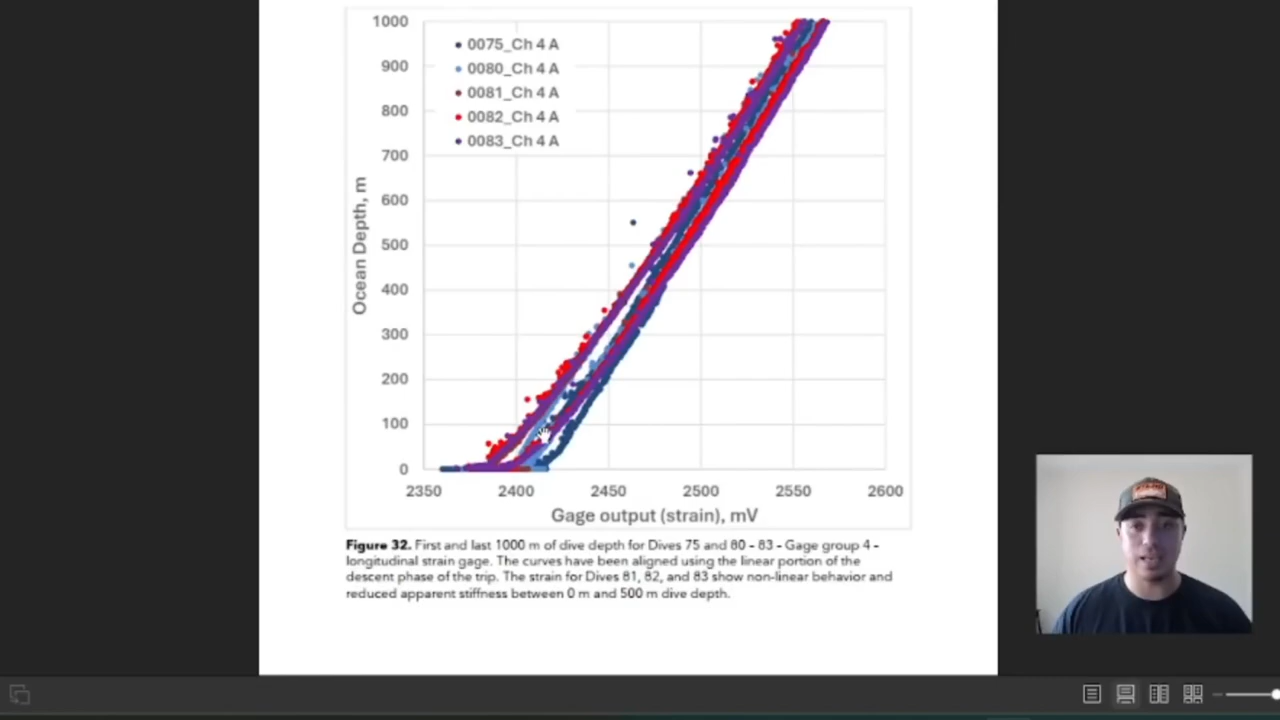 1000
900
800
700
600
500
400
300
200
100
0
Ocean Depth, m
0075_Ch 4 A
0080_Ch 4 A
0081_Ch 4 A
0082_Ch 4 A
0083_Ch 4 A
2350 2400 2450 2500 2550 2600
Gage output (strain), mV
Figure 32. First and last 1000 m of dive depth for Dives 75 and 80 - 83 - Gage group 4 -
longitudinal strain gage. The curves have been aligned using the linear portion of the
descent phase of the trip. The strain for Dives 81, 82, and 83 show non-linear behavior and
reduced apparent stiffness between 0 m and 500 m dive depth.